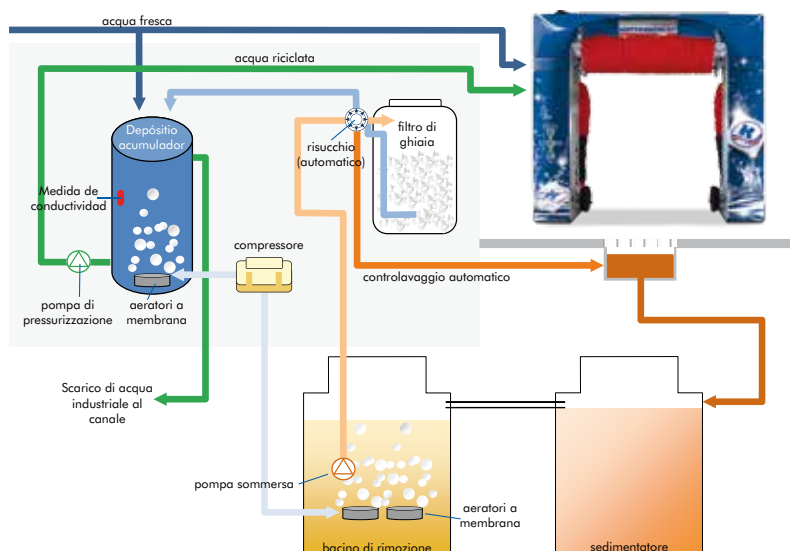 acqua fresca
acqua riciclata
Depósitio
acumulador
risucchio
(automatico)
filtro di
ghiaia
Medida de
conductividad
compressore
controlavaggio automatico
pompa di
pressurizzazione
aeratori a
membrana
Scarico di acqua
industriale al
canale
pompa sommersa
aeratori a
membrana
bacino di rimozione
sedimentatore